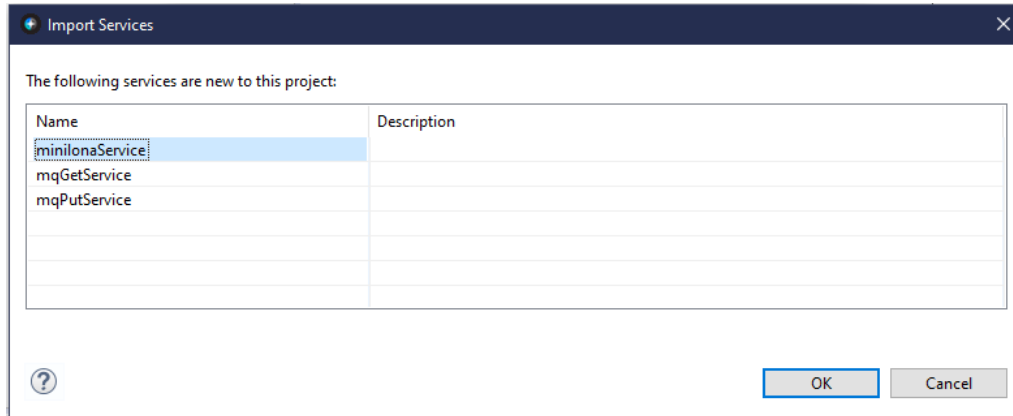 Import Services
The following services are new to this project:
Name Description
minilonaService
mqGetService
mqPutService
?
OK Cancel